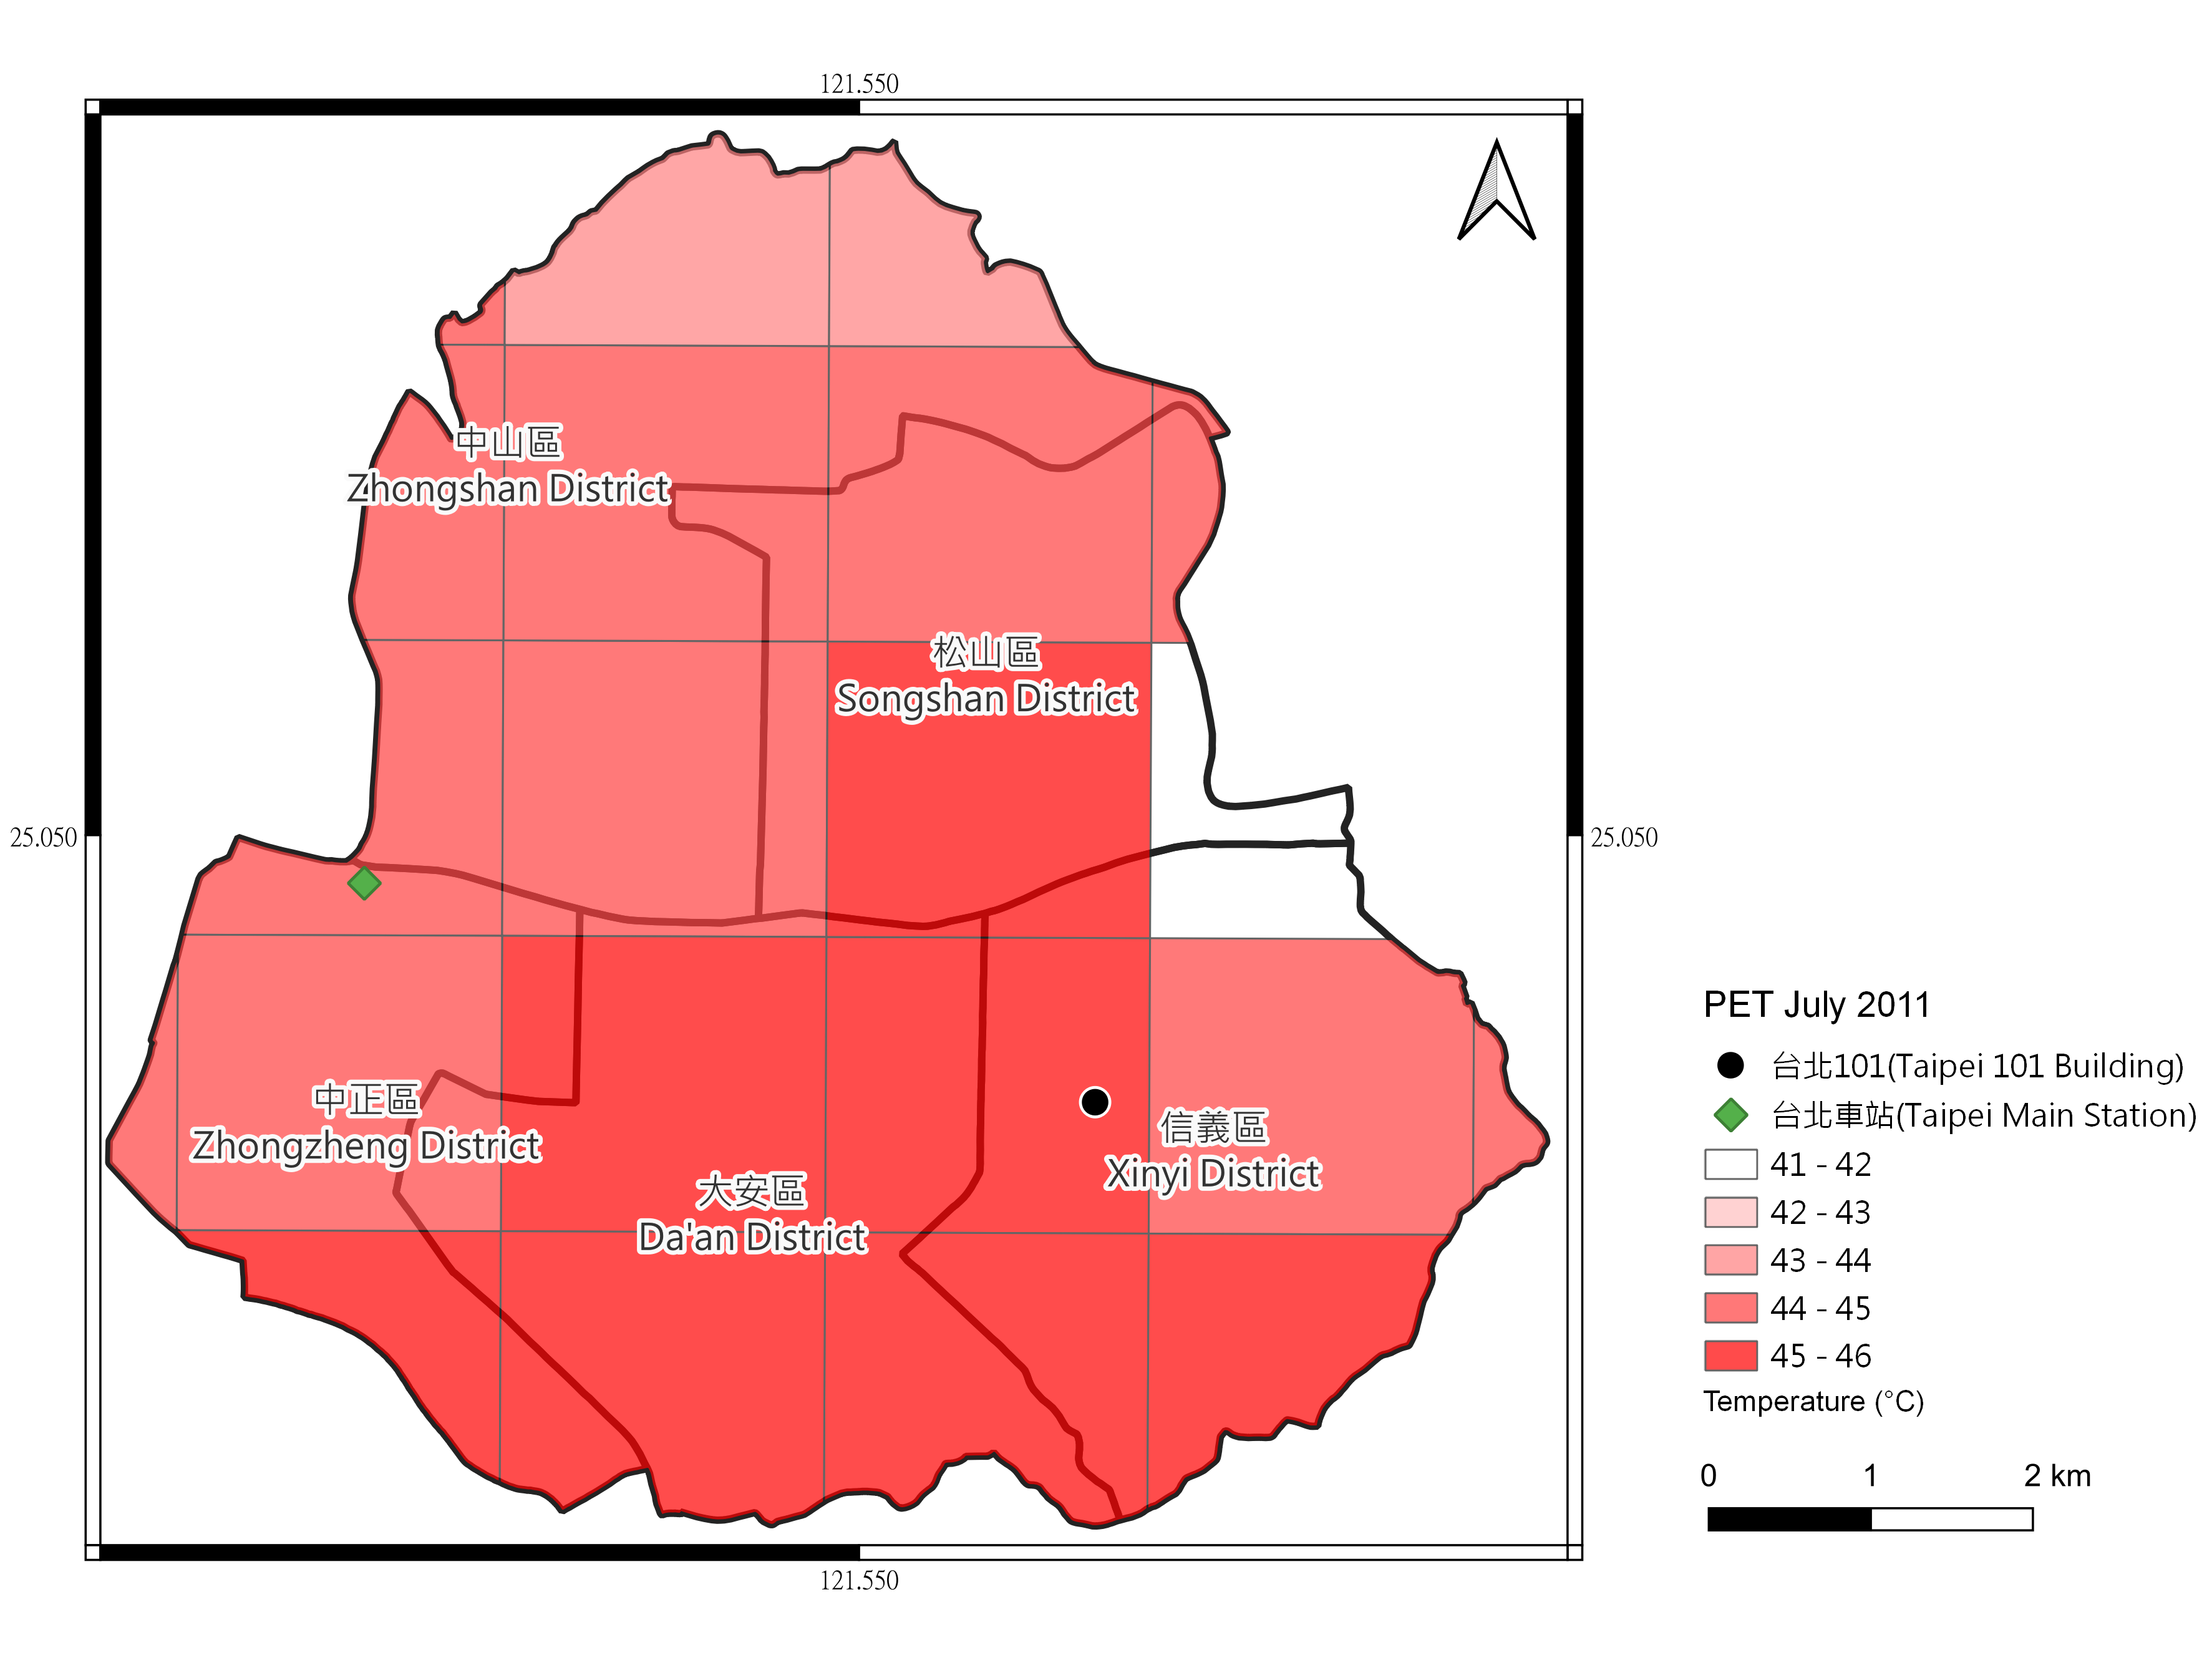 121.550
中山區
Zhongshan District
松山區
Songshan District
25.050
25.050
中正區
Zhongzheng District
信義區
Xinyi District
大安區
Da'an District
121.550
PET July 2011
台北101(Taipei 101 Building)
台北車站(Taipei Main Station)
41 - 42
42 - 43
43 - 44
44 - 45
45 - 46
Temperature (°C)
0 1 2 km